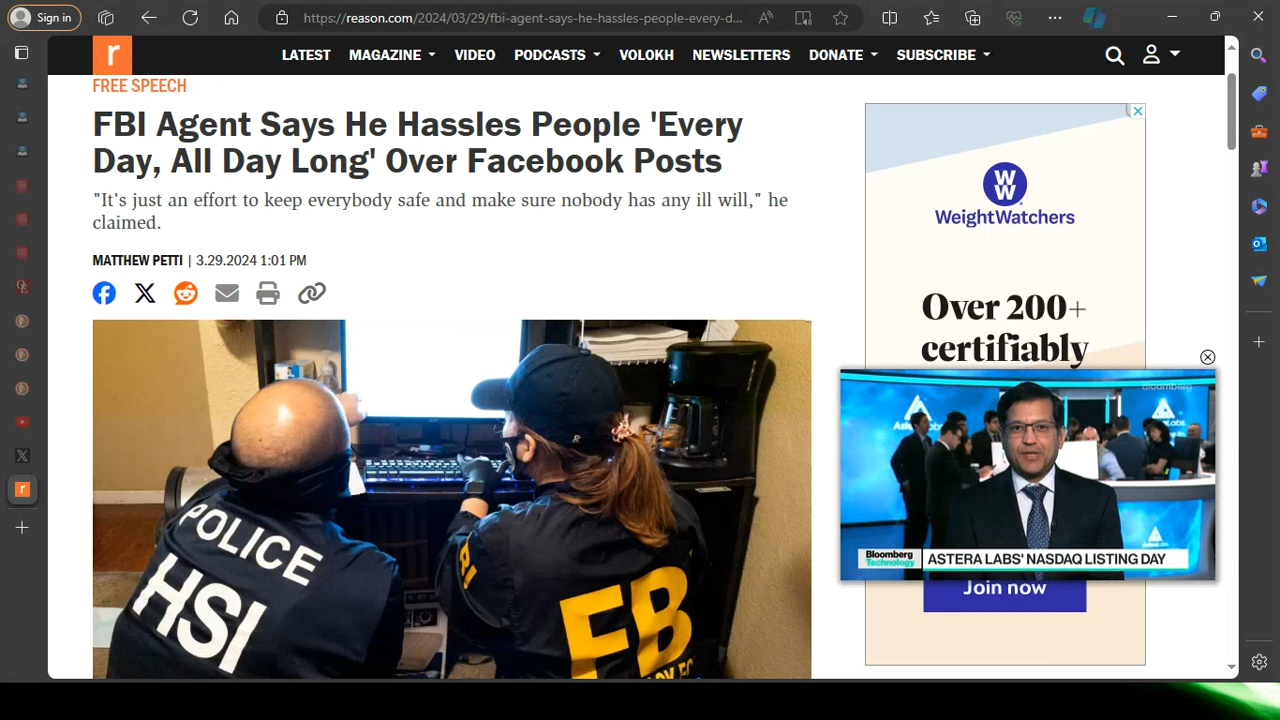 Sign in
https://reason.com/2024/03/29/fbi-agent-says-he-hassles-people-every-d...
r
LATEST MAGAZINE VIDEO PODCASTS VOLOKH NEWSLETTERS DONATE SUBSCRIBE
FREE SPEECH
FBI Agent Says He Hassles People 'Every
Day, All Day Long' Over Facebook Posts
"It's just an effort to keep everybody safe and make sure nobody has any ill will," he
claimed.
MATTHEW PETTI | 3.29.2024 1:01 PM
POLICE
HSI
FB
WW
WeightWatchers
Over 200+
certifiably
Bloomberg
Bloomberg
Technology
ASTERA LABS' NASDAQ LISTING DAY
Join now